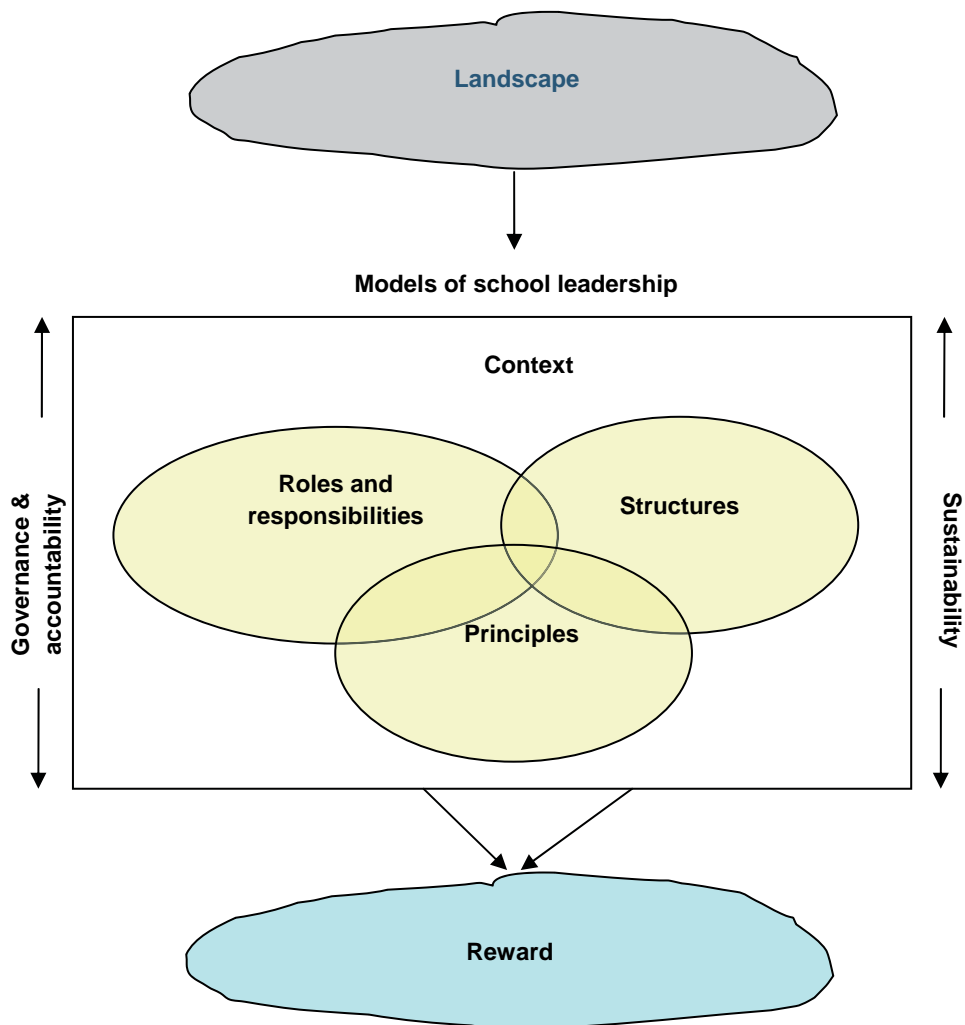 Landscape
Models of school leadership
Context
Governance &
accountability
Roles and
responsibilities
Structures
Principles
Sustainability
Reward